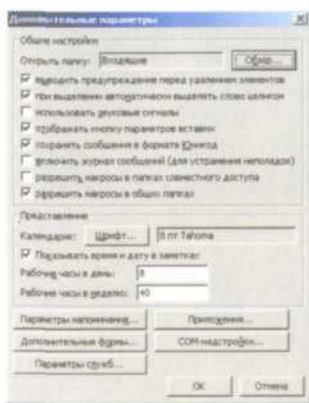 Дополнительные параметры
Общие настройки
Открыть папку: Входящие Обзор...
выводить предупреждение перед удалением элементов
при выделении автоматически выделять слово целиком
использовать звуковые сигналы
отображать кнопку параметров вставки
сохранить сообщения в формате Юникод
включить журнал сообщений (для устранения неполадок)
разрешить макросы в папках совместного доступа
разрешить макросы в общих папках
Представление
Календарие: Шрифт... 8 пт Tahoma
Показывать время и дату в заметках
Рабочие часы в день: 8
Рабочие часы в неделю: 40
Параметры напоминания... Приложения...
Дополнительные формы... COM-надстройки...
Параметры служб...
ОК Отмена